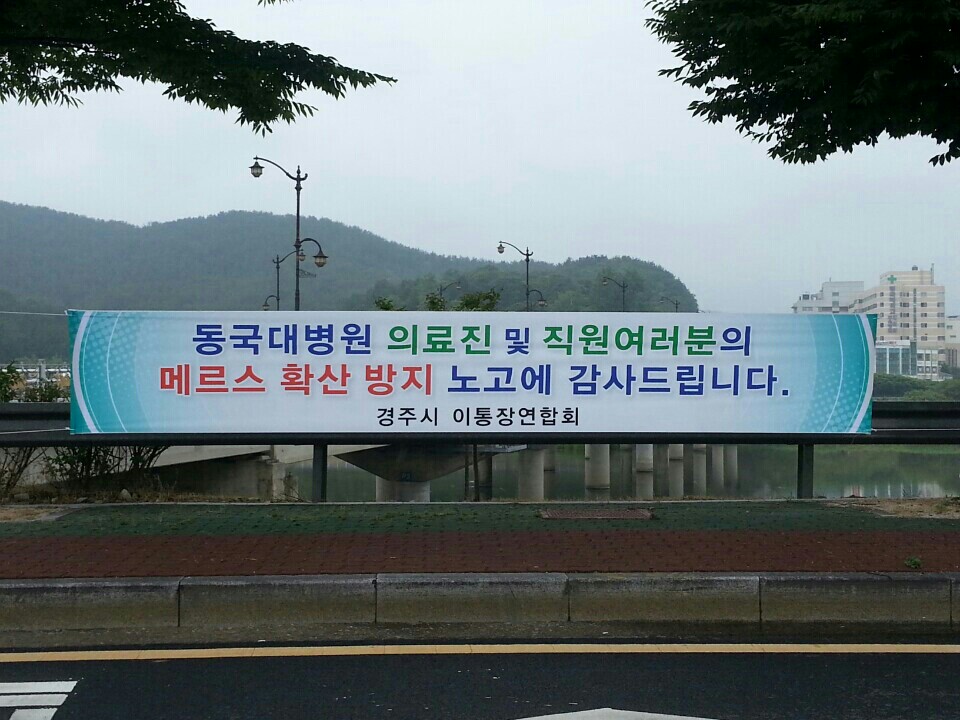 동국대병원 의료진 및 직원여러분의
메르스 확산 방지 노고에 감사드립니다.
경주시 이통장연합회